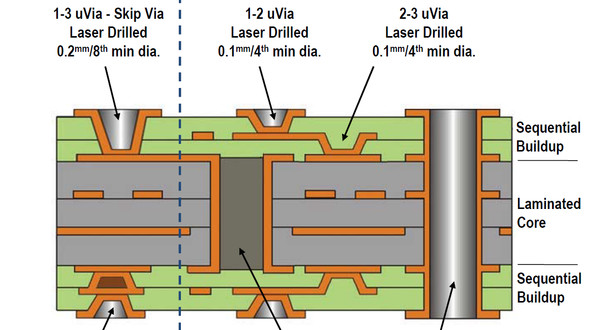 1-3 uVia - Skip Via
Laser Drilled
0.2mm/8th min dia.
1-2 uVia
Laser Drilled
0.1mm/4th min dia.
2-3 uVia
Laser Drilled
0.1mm/4th min dia.
Sequential
Buildup
Laminated
Core
Sequential
Buildup